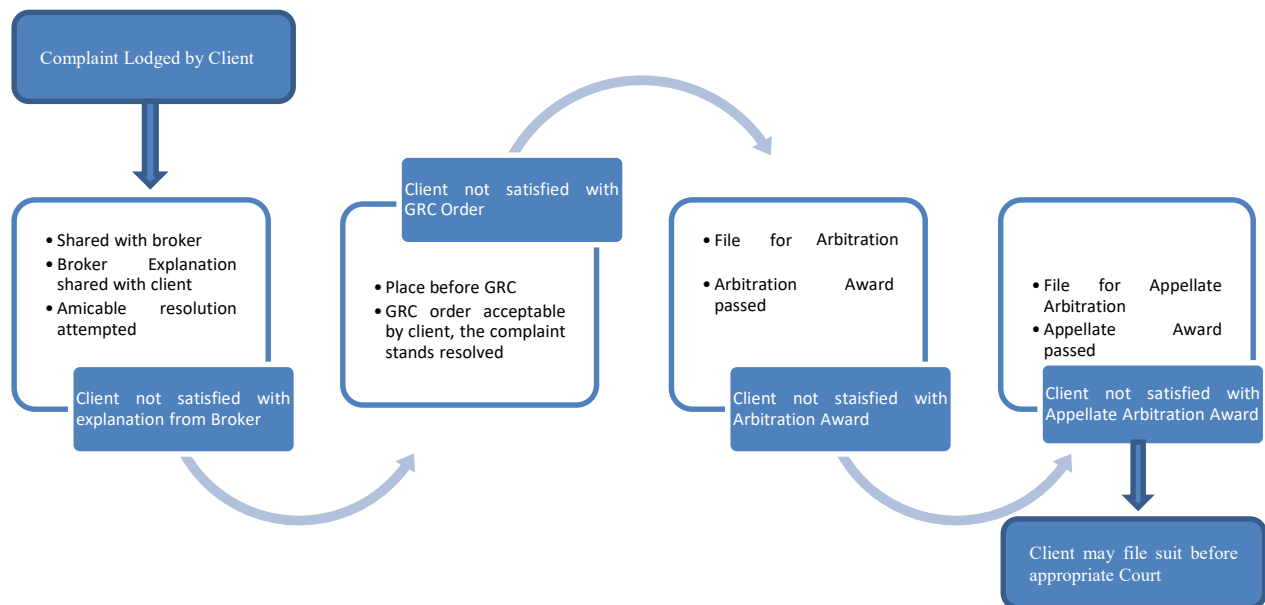 Complaint Lodged by Client
• Shared with broker
• Broker Explanation
shared with client
• Amicable resolution
attempted
Client not satisfied with
explanation from Broker
Client not satisfied with
GRC Order
• Place before GRC
• GRC order acceptable
by client, the complaint
stands resolved
• File for Arbitration
• Arbitration Award
passed
Client not staisfied with
Arbitration Award
• File for Appellate
Arbitration
• Appellate Award
passed
Client not satisfied with
Appellate Arbitration Award
Client may file suit before
appropriate Court